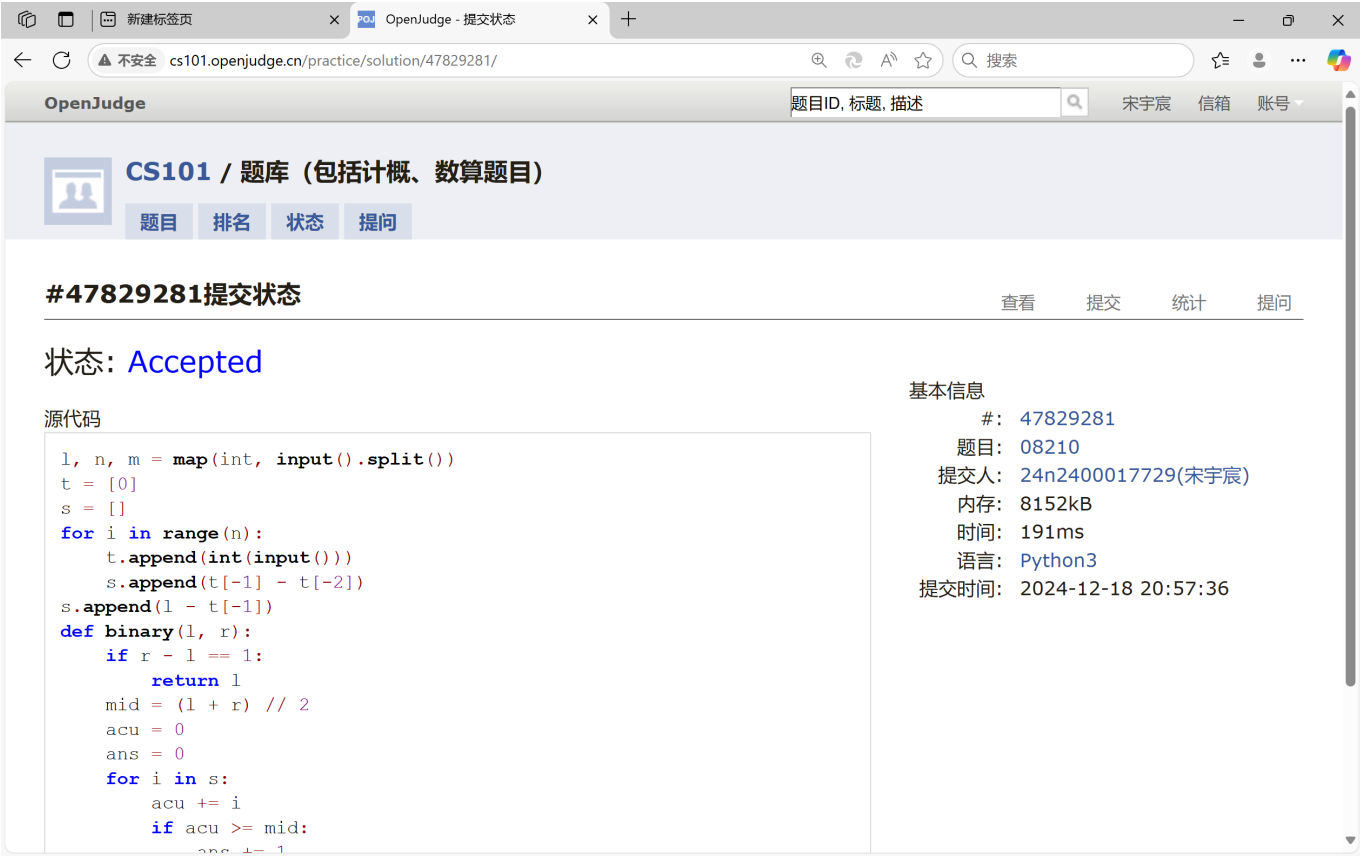 新建标签页
OpenJudge - 提交状态
不安全 cs101.openjudge.cn/practice/solution/47829281/
搜索
OpenJudge
题目ID, 标题, 描述
宋宇宸 信箱 账号
CS101 / 题库（包括计概、数算题目）
题目 排名 状态 提问
#47829281提交状态
查看 提交 统计 提问
状态: Accepted
源代码
l, n, m = map(int, input().split())
t = [0]
s = []
for i in range(n):
    t.append(int(input()))
    s.append(t[-1] - t[-2])
s.append(l - t[-1])
def binary(l, r):
    if r - l == 1:
        return l
    mid = (l + r) // 2
    acu = 0
    ans = 0
    for i in s:
        acu += i
        if acu >= mid:
            ans += 1
基本信息
#: 47829281
题目: 08210
提交人: 24n2400017729(宋宇宸)
内存: 8152kB
时间: 191ms
语言: Python3
提交时间: 2024-12-18 20:57:36